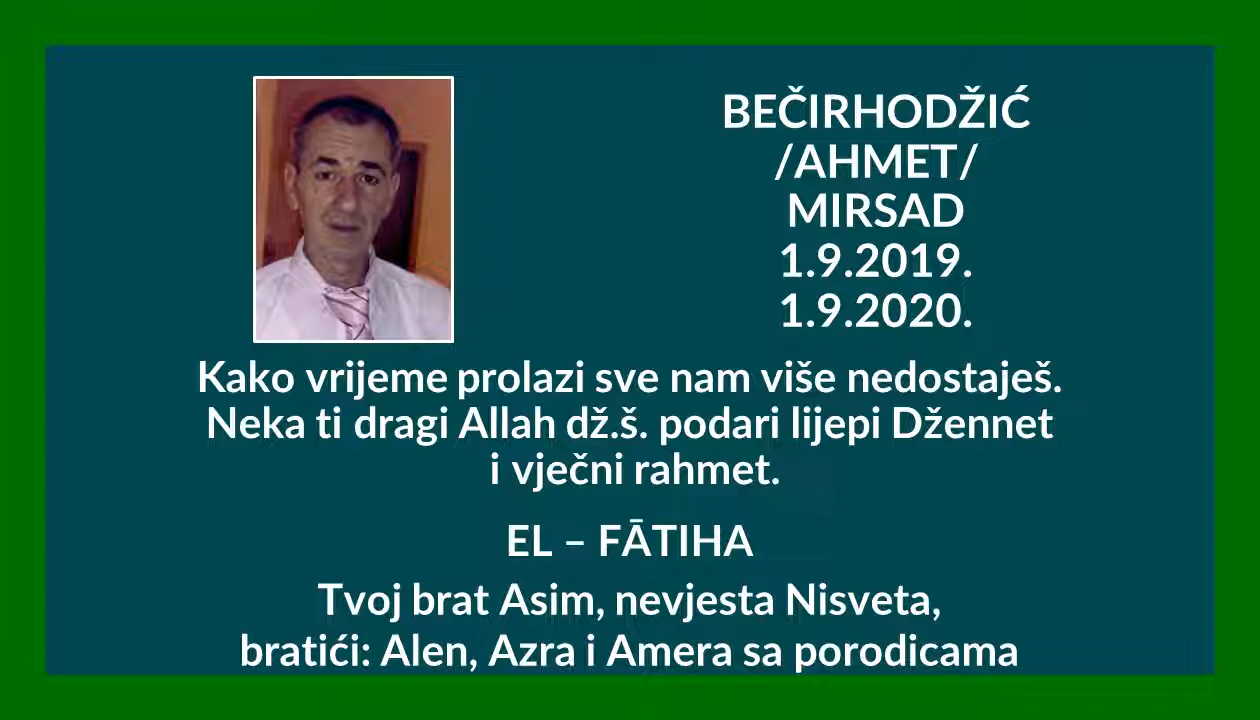 BEČIRHODŽIĆ
/AHMET/
MIRSAD
1.9.2019.
1.9.2020.
Kako vrijeme prolazi sve nam više nedostaješ.
Neka ti dragi Allah dž.š. podari lijepi Džennet
i vječni rahmet.
EL – FĀTIHA
Tvoj brat Asim, nevjesta Nisveta,
bratići: Alen, Azra i Amera sa porodicama